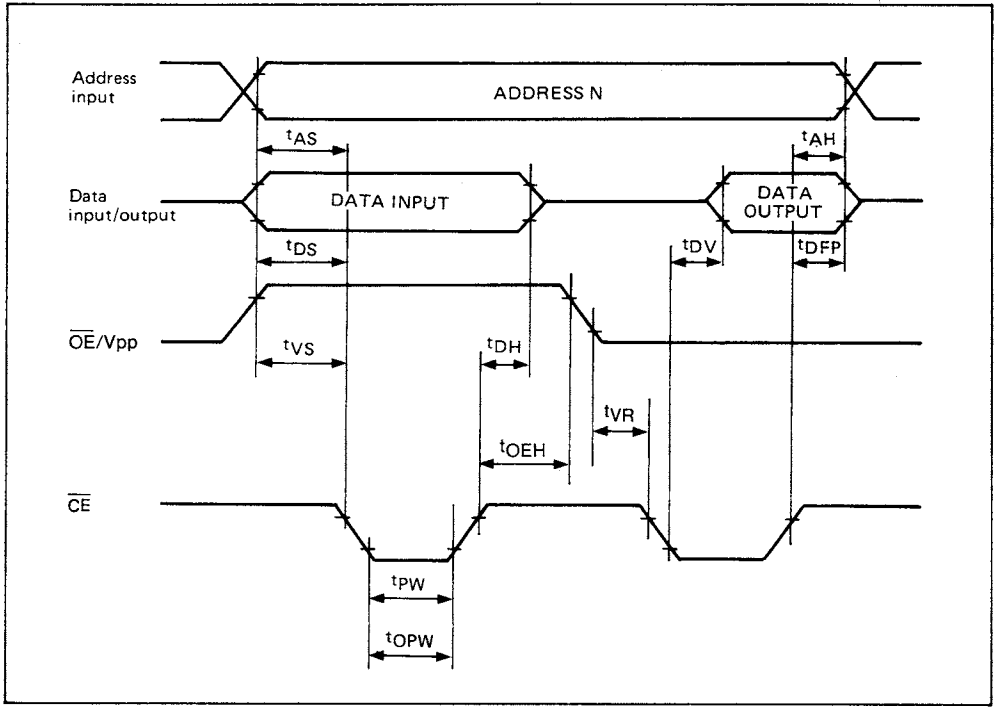 Address
input
ADDRESS N
tAS
tAH
Data
input/output
DATA INPUT
DATA
OUTPUT
tDS
tDV
tDFP
OE/Vpp
tVS
tDH
tVR
tOEH
CE
tPW
tOPW